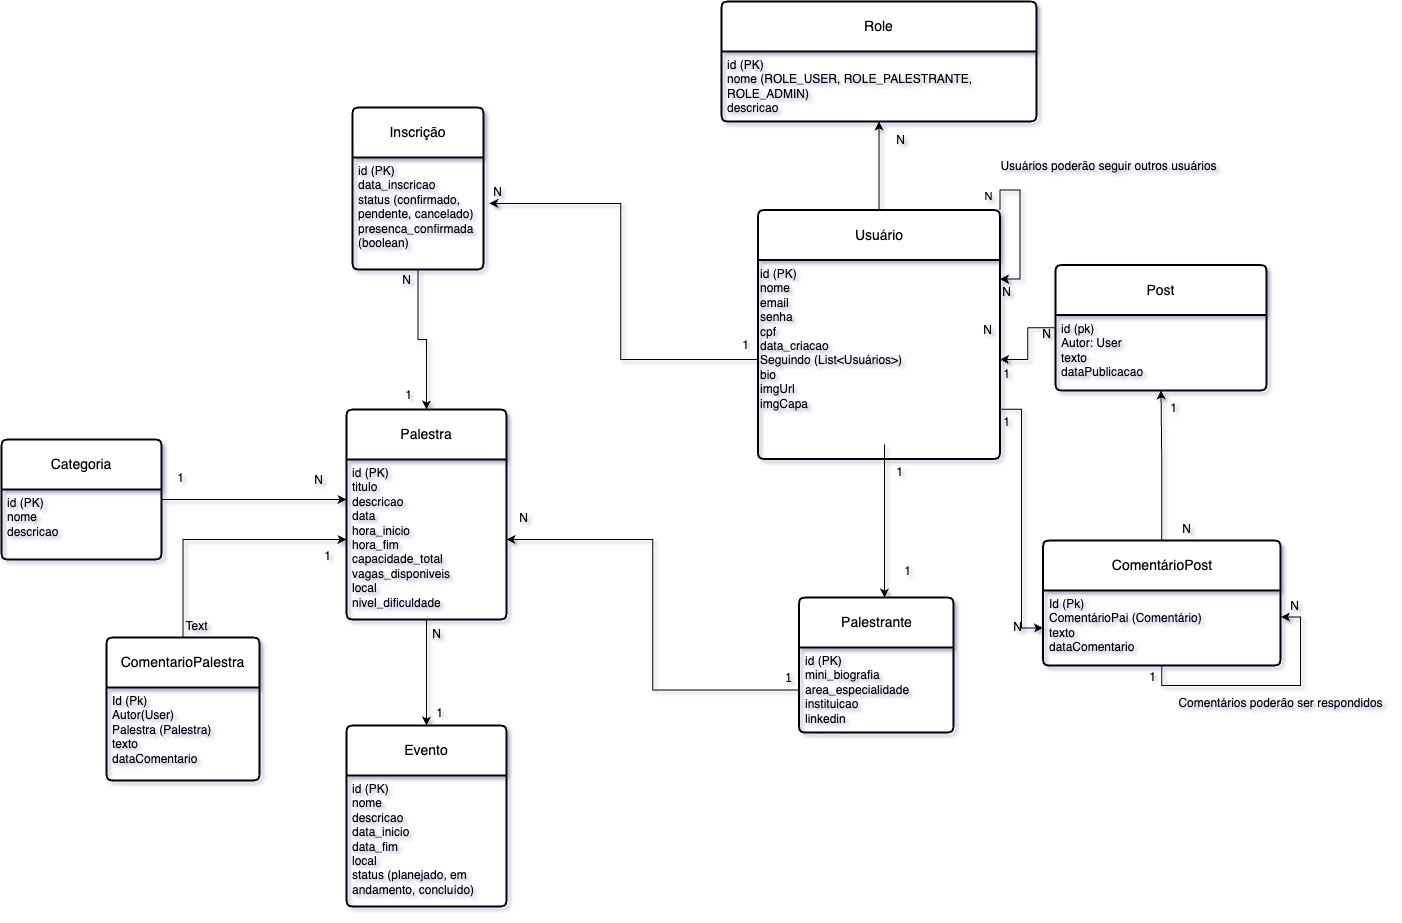 Role
id (PK)
nome (ROLE_USER, ROLE_PALESTRANTE,
ROLE_ADMIN)
descricao
N
Inscrição
id (PK)
data_inscricao
status (confirmado,
pendente, cancelado)
presenca_confirmada
(boolean)
N
N
Usuários poderão seguir outros usuários
N
N
Usuário
id (PK)
nome
email
senha
cpf
data_criacao
Seguindo (List<Usuários>)
bio
imgUrl
imgCapa
N
1
1
1
1
Post
id (pk)
Autor: User
texto
dataPublicacao
N
1
N
1
Palestra
id (PK)
titulo
descricao
data
hora_inicio
hora_fim
capacidade_total
vagas_disponiveis
local
nivel_dificuldade
N
Categoria
id (PK)
nome
descricao
1
N
1
Text
ComentarioPalestra
Id (Pk)
Autor(User)
Palestra (Palestra)
texto
dataComentario
N
1
Evento
id (PK)
nome
descricao
data_inicio
data_fim
local
status (planejado, em
andamento, concluído)
1
1
Palestrante
id (PK)
mini_biografia
area_especialidade
instituicao
linkedin
ComentárioPost
Id (Pk)
ComentárioPai (Comentário)
texto
dataComentario
N
N
1
Comentários poderão ser respondidos